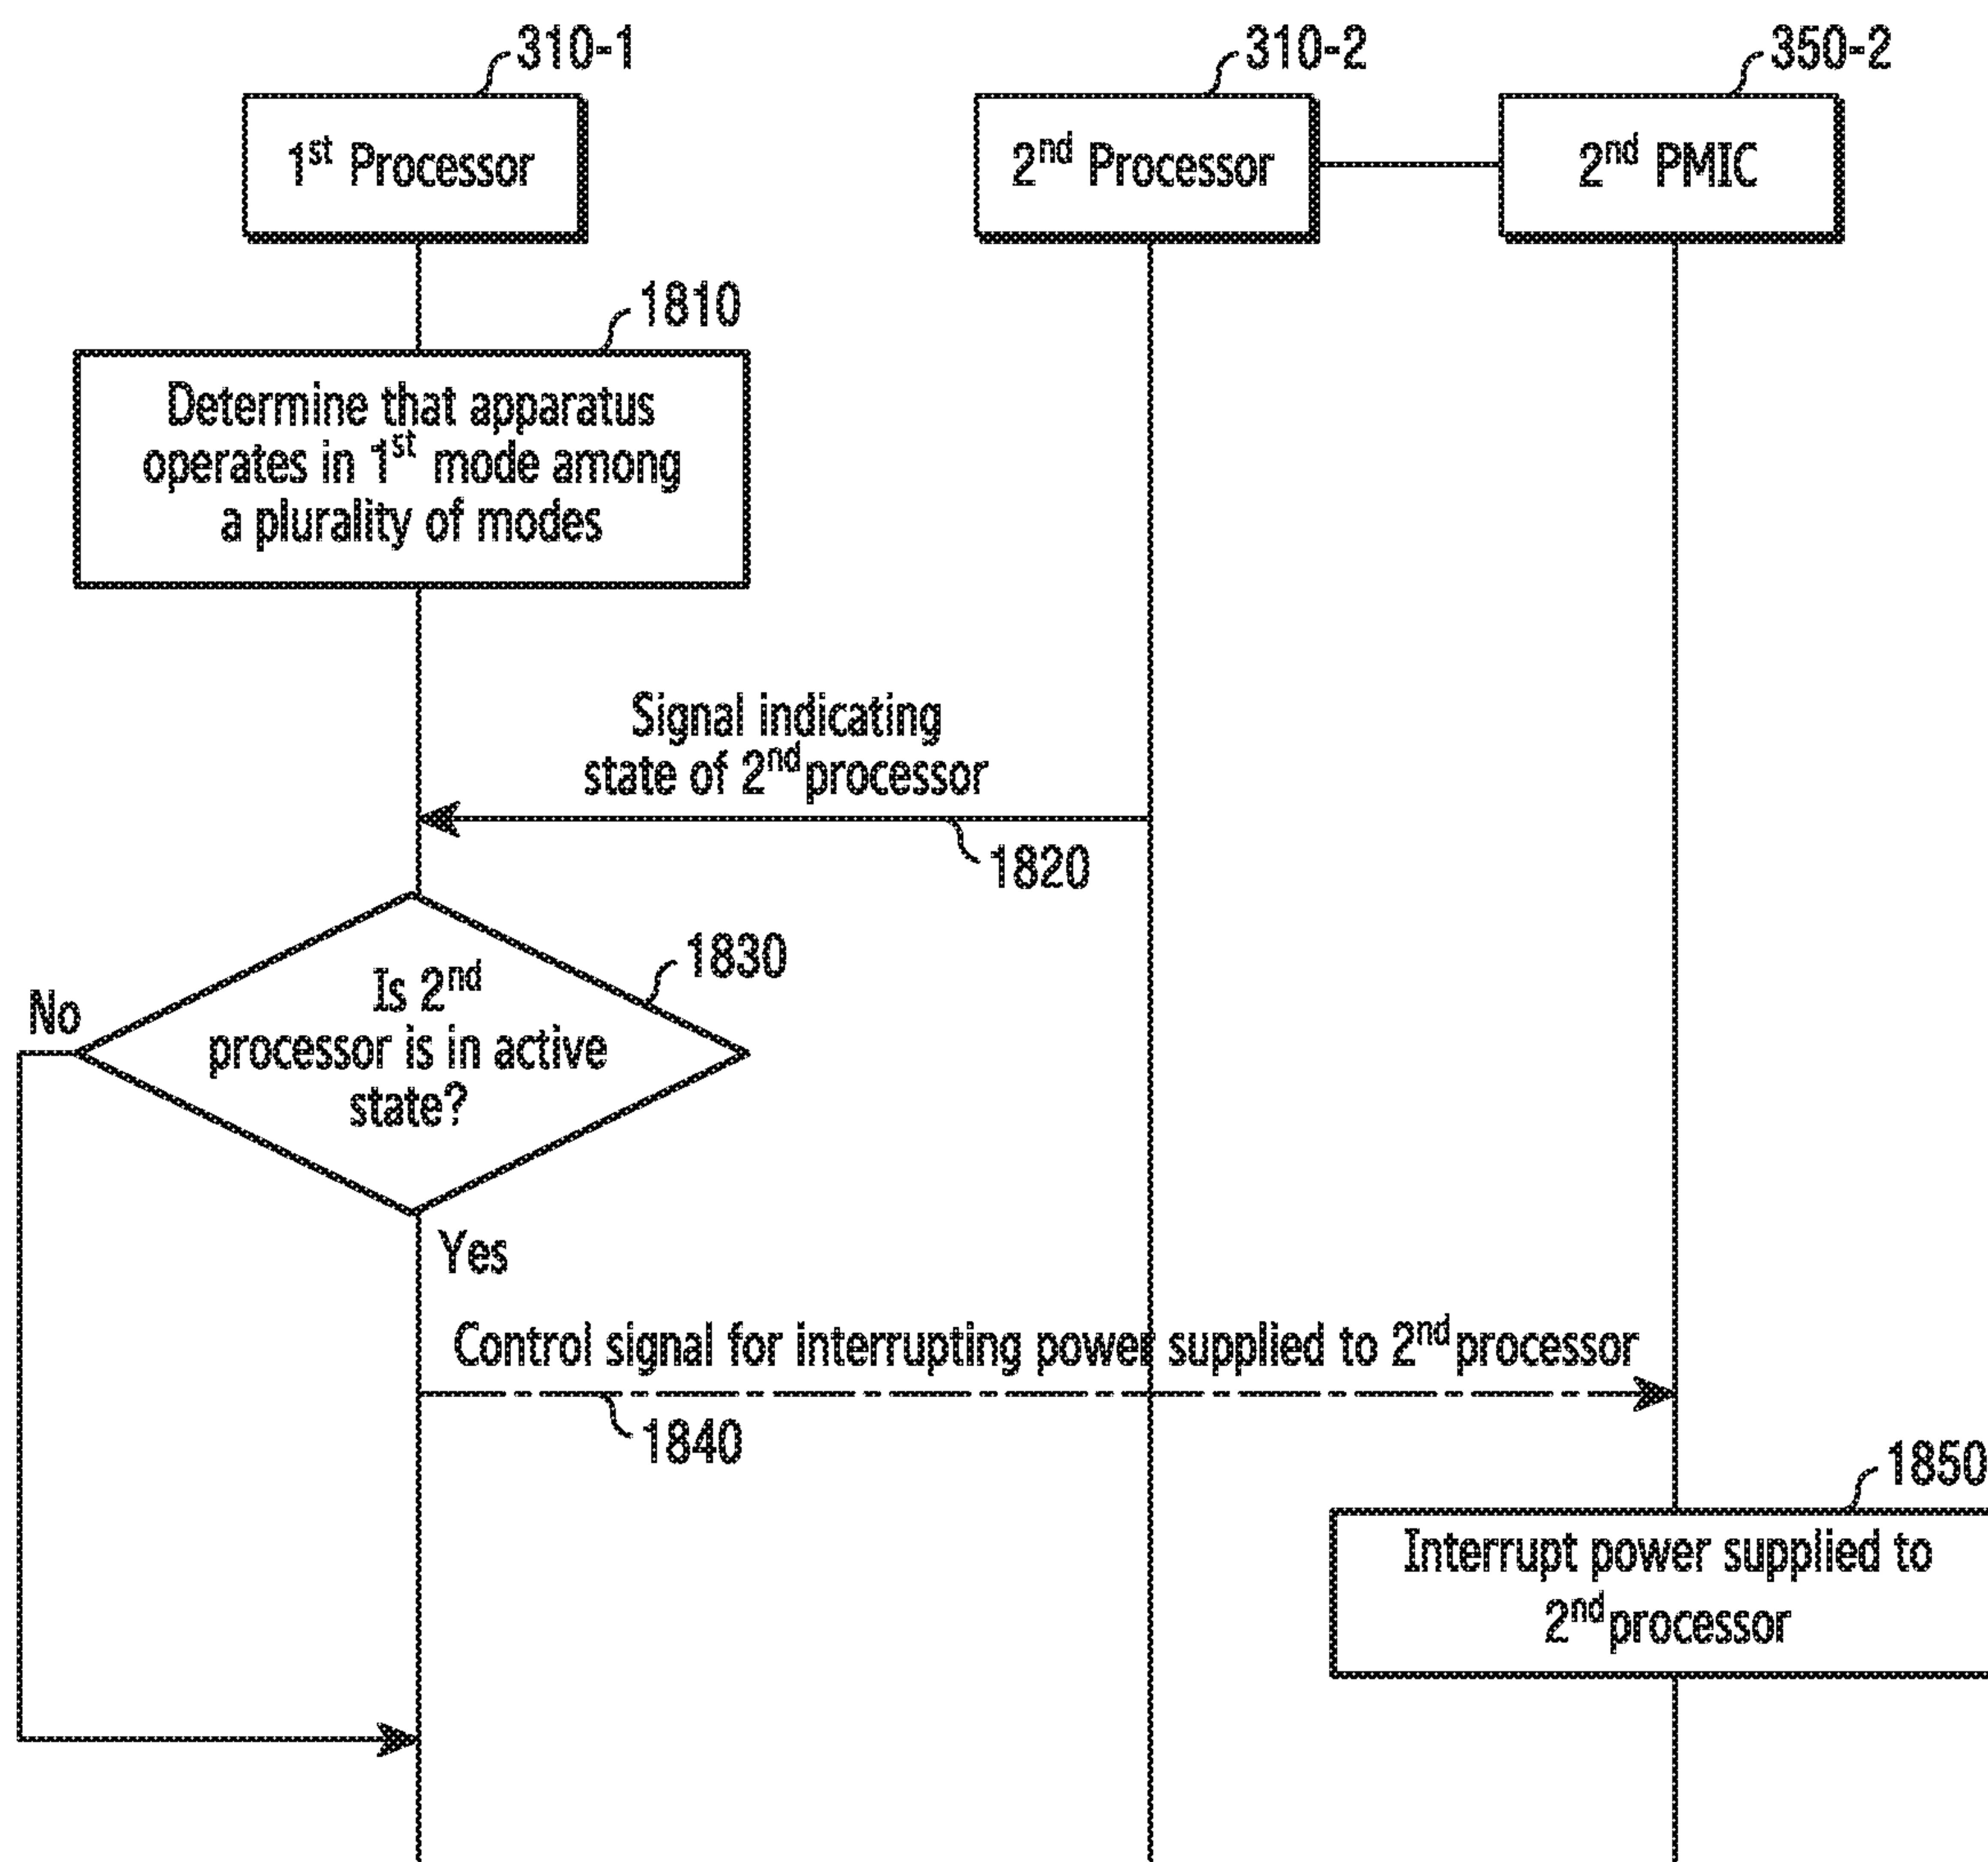 310-1
310-2
350-2
1st Processor
2nd Processor
2nd PMIC
1810
Determine that apparatus
operates in 1st mode among
a plurality of modes
Signal indicating
state of 2nd processor
1820
1830
Is 2nd
processor is in active
state?
No
Yes
Control signal for interrupting power supplied to 2nd processor
1840
1850
Interrupt power supplied to
2nd processor